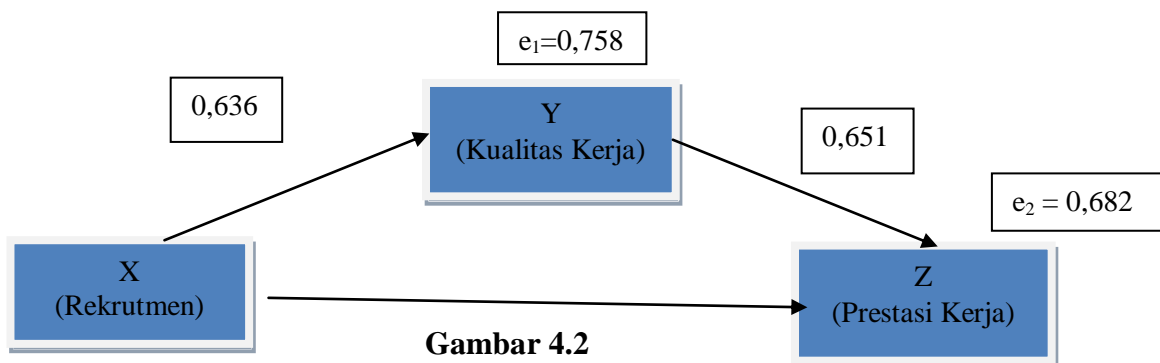 e₁=0,758
0,636
Y
(Kualitas Kerja)
0,651
e₂ = 0,682
X
(Rekrutmen)
Z
(Prestasi Kerja)
Gambar 4.2